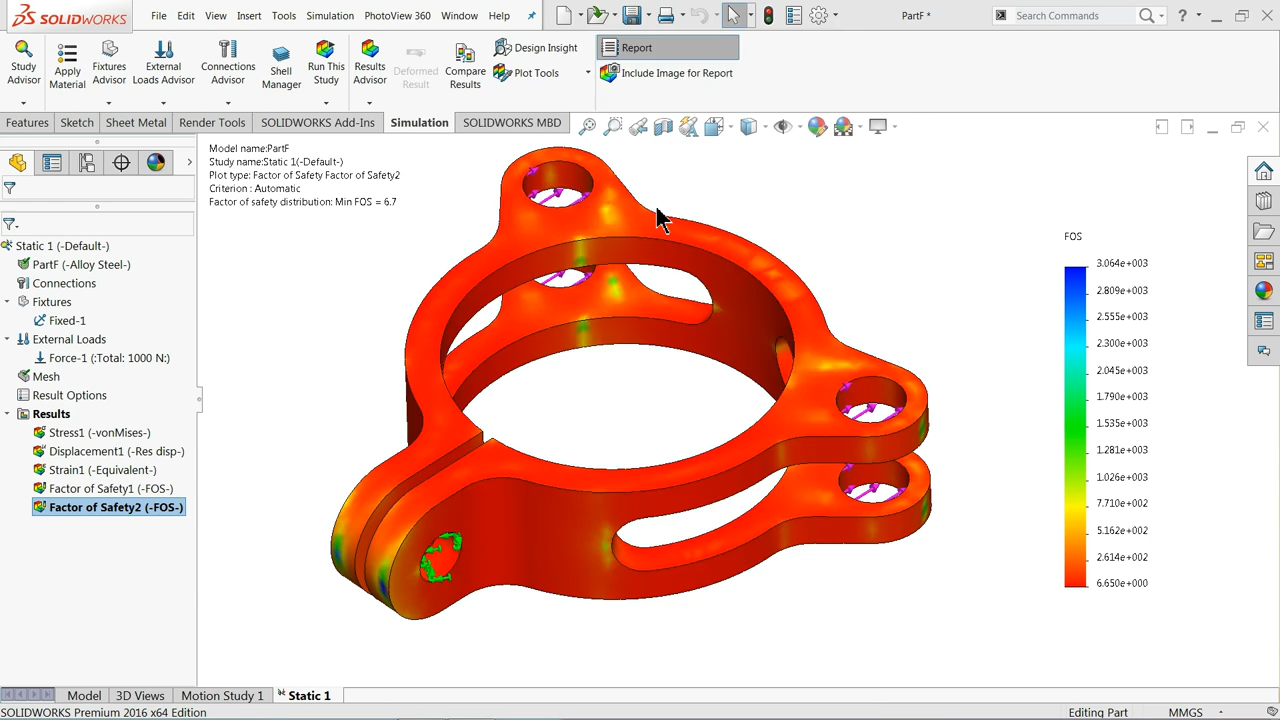 SOLIDWORKS
File Edit View Insert Tools Simulation PhotoView 360 Window Help
PartF *
Search Commands
Study Advisor
Apply Material
Fixtures Advisor
External Loads Advisor
Connections Advisor
Shell Manager
Run This Study
Results Advisor
Deformed Result
Compare Results
Design Insight
Plot Tools
Report
Include Image for Report
Features Sketch Sheet Metal Render Tools SOLIDWORKS Add-Ins Simulation SOLIDWORKS MBD
Model name:PartF
Study name:Static 1(-Default-)
Plot type: Factor of Safety Factor of Safety2
Criterion : Automatic
Factor of safety distribution: Min FOS = 6.7
Static 1 (-Default-)
PartF (-Alloy Steel-)
Connections
Fixtures
Fixed-1
External Loads
Force-1 (:Total: 1000 N:)
Mesh
Result Options
Results
Stress1 (-vonMises-)
Displacement1 (-Res disp-)
Strain1 (-Equivalent-)
Factor of Safety1 (-FOS-)
Factor of Safety2 (-FOS-)
FOS
3.064e+003
2.809e+003
2.555e+003
2.300e+003
2.045e+003
1.790e+003
1.535e+003
1.280e+003
1.026e+003
7.710e+002
5.162e+002
2.614e+002
6.650e+000
Model 3D Views Motion Study 1 Static 1
SOLIDWORKS Premium 2016 x64 Edition
Editing Part
MMGS